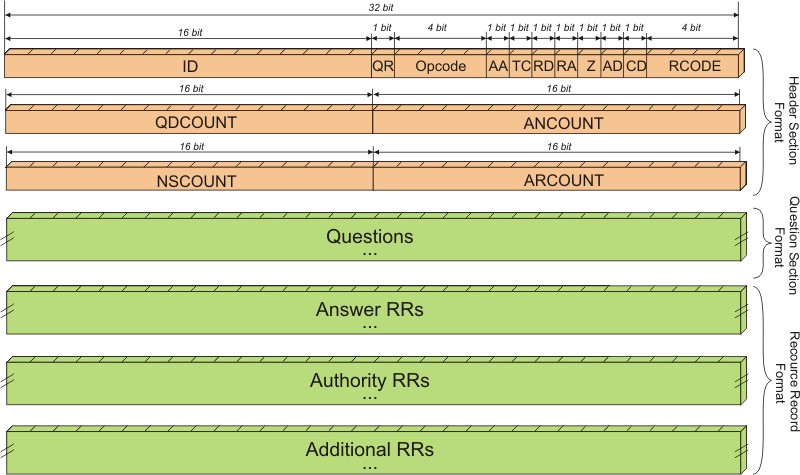 32 bit
16 bit 1 bit 4 bit 1 bit 1 bit 1 bit 1 bit 1 bit 1 bit 1 bit 4 bit
ID QR Opcode AA TC RD RA Z AD CD RCODE
16 bit 16 bit
QDCOUNT ANCOUNT
16 bit 16 bit
NSCOUNT ARCOUNT
Header Section
Format
Questions
...
Question Section
Format
Answer RRs
...
Authority RRs
...
Additional RRs
...
Recource Record
Format